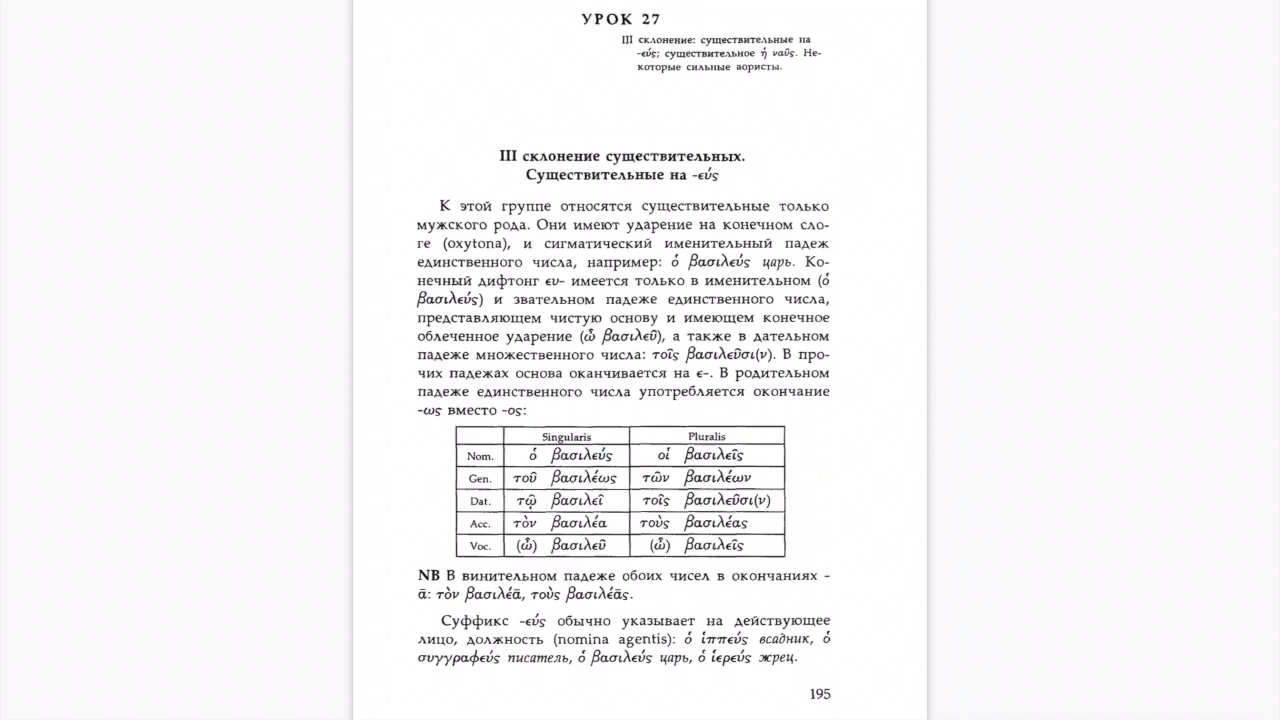 УРОК 27
III склонение: существительные на
-εύς; существительное ἡ ναῦς. Не-
которые сильные аористы.
III склонение существительных.
Существительные на -εύς
К этой группе относятся существительные только
мужского рода. Они имеют ударение на конечном сло-
ге (oxytona), и сигматический именительный падеж
единственного числа, например: ὁ βασιλεύς царь. Ко-
нечный дифтонг ευ- имеется только в именительном (ὁ
βασιλεύς) и звательном падеже единственного числа,
представляющем чистую основу и имеющем конечное
облеченное ударение (ὦ βασιλεῦ), а также в дательном
падеже множественного числа: τοῖς βασιλεῦσι(ν). В про-
чих падежах основа оканчивается на ε-. В родительном
падеже единственного числа употребляется окончание
-ως вместо -ος:
Singularis Pluralis
Nom. ὁ βασιλεύς οἱ βασιλεῖς
Gen. τοῦ βασιλέως τῶν βασιλέων
Dat. τῷ βασιλεῖ τοῖς βασιλεῦσι(ν)
Acc. τὸν βασιλέα τοὺς βασιλέας
Voc. (ὦ) βασιλεῦ (ὦ) βασιλεῖς
NB В винительном падеже обоих чисел в окончаниях -
ᾱ: τὸν βασιλέᾱ, τοὺς βασιλέᾱς.
Суффикс -εύς обычно указывает на действующее
лицо, должность (nomina agentis): ὁ ἱππεύς всадник, ὁ
συγγραφεύς писатель, ὁ βασιλεύς царь, ὁ ἱερεύς жрец.
195